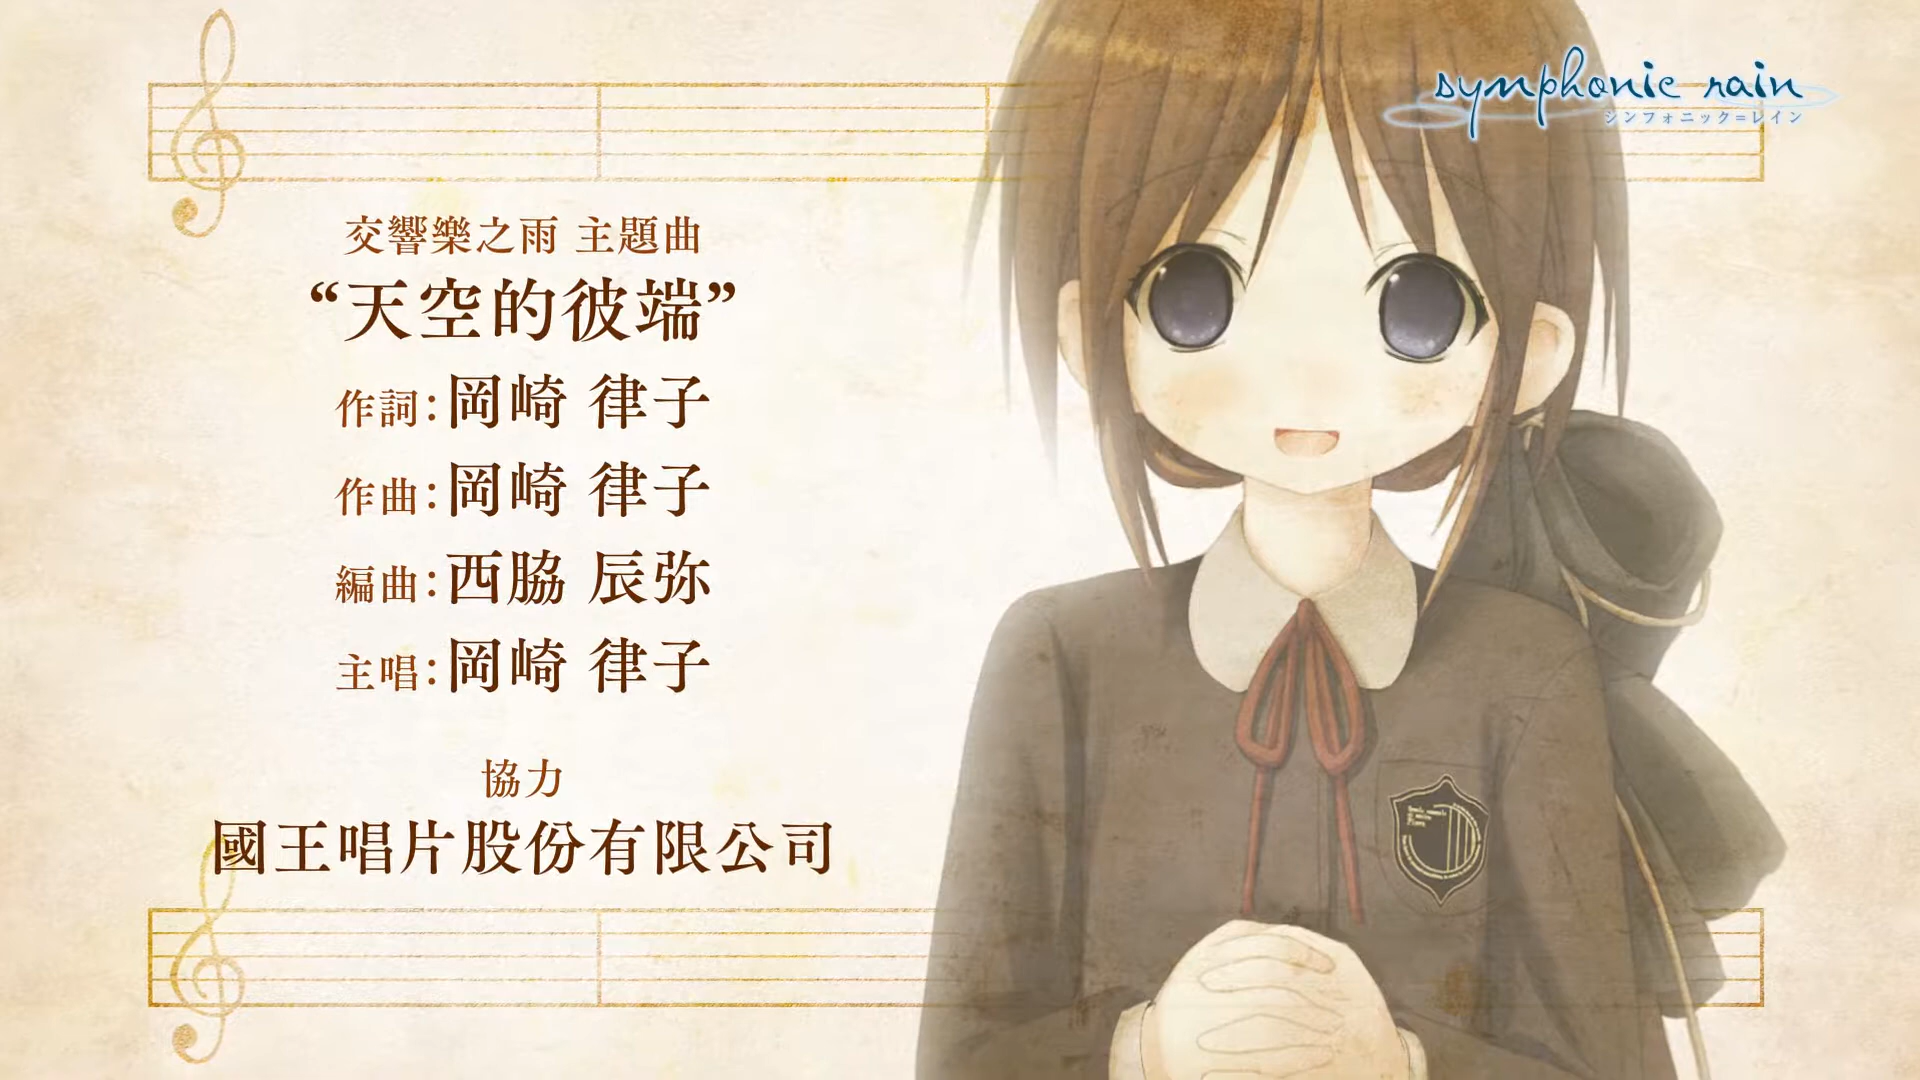 symphonic rain
シンフォニック=レイン
交響樂之雨 主題曲
“天空的彼端”
作詞：岡崎 律子
作曲：岡崎 律子
編曲：西脇 辰弥
主唱：岡崎 律子
協力
國王唱片股份有限公司